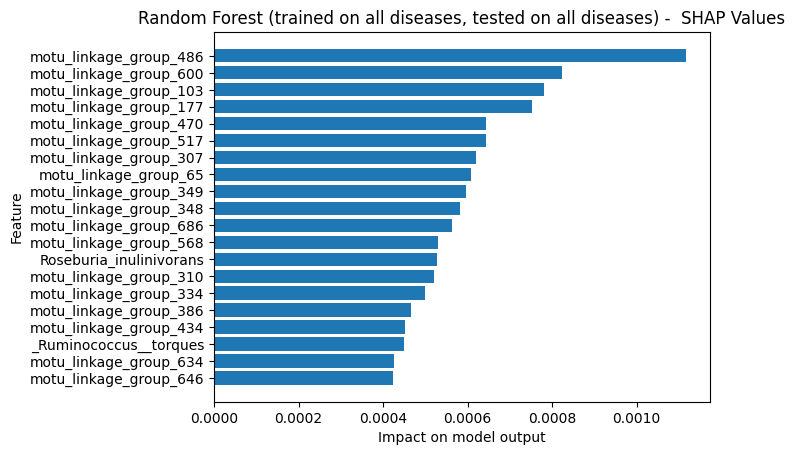 Random Forest (trained on all diseases, tested on all diseases) -  SHAP Values
motu_linkage_group_486
motu_linkage_group_600
motu_linkage_group_103
motu_linkage_group_177
motu_linkage_group_470
motu_linkage_group_517
motu_linkage_group_307
motu_linkage_group_65
motu_linkage_group_349
motu_linkage_group_348
motu_linkage_group_686
motu_linkage_group_568
Roseburia_inulinivorans
motu_linkage_group_310
motu_linkage_group_334
motu_linkage_group_386
motu_linkage_group_434
_Ruminococcus__torques
motu_linkage_group_634
motu_linkage_group_646
Feature
0.0000 0.0002 0.0004 0.0006 0.0008 0.0010
Impact on model output